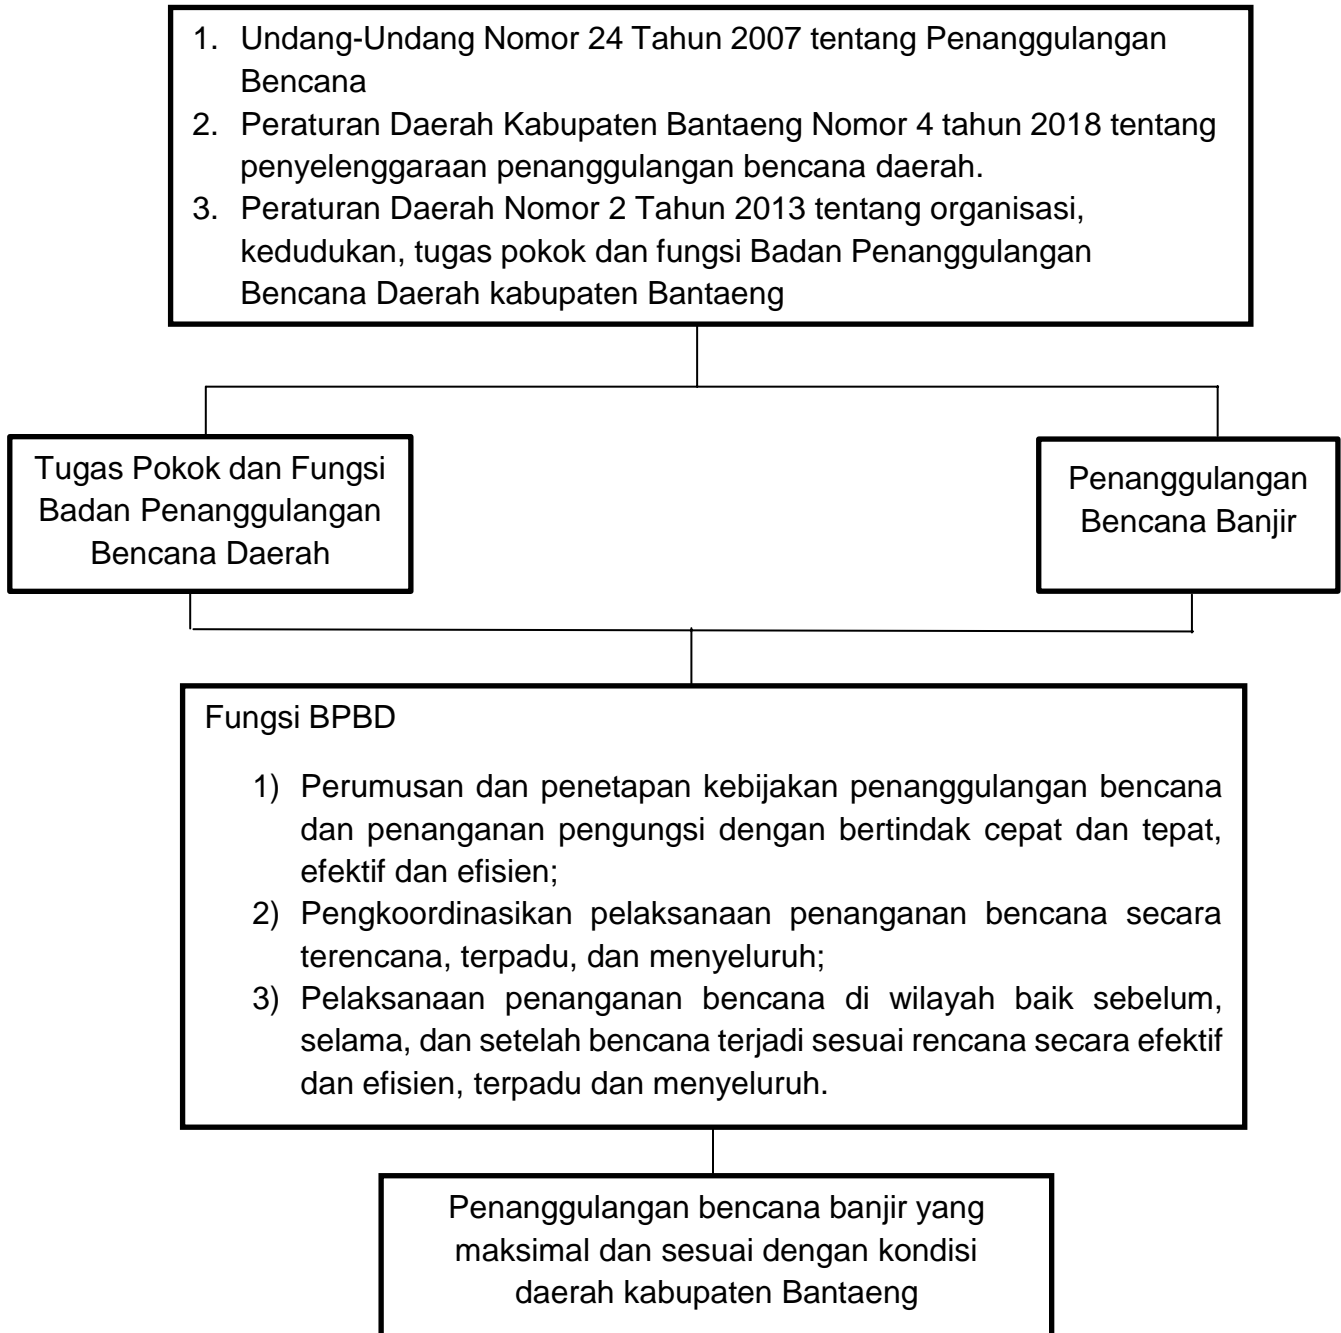 1. Undang-Undang Nomor 24 Tahun 2007 tentang Penanggulangan
Bencana
2. Peraturan Daerah Kabupaten Bantaeng Nomor 4 tahun 2018 tentang
penyelenggaraan penanggulangan bencana daerah.
3. Peraturan Daerah Nomor 2 Tahun 2013 tentang organisasi,
kedudukan, tugas pokok dan fungsi Badan Penanggulangan
Bencana Daerah kabupaten Bantaeng
Tugas Pokok dan Fungsi
Badan Penanggulangan
Bencana Daerah
Penanggulangan
Bencana Banjir
Fungsi BPBD
1) Perumusan dan penetapan kebijakan penanggulangan bencana
dan penanganan pengungsi dengan bertindak cepat dan tepat,
efektif dan efisien;
2) Pengkoordinasikan pelaksanaan penanganan bencana secara
terencana, terpadu, dan menyeluruh;
3) Pelaksanaan penanganan bencana di wilayah baik sebelum,
selama, dan setelah bencana terjadi sesuai rencana secara efektif
dan efisien, terpadu dan menyeluruh.
Penanggulangan bencana banjir yang
maksimal dan sesuai dengan kondisi
daerah kabupaten Bantaeng